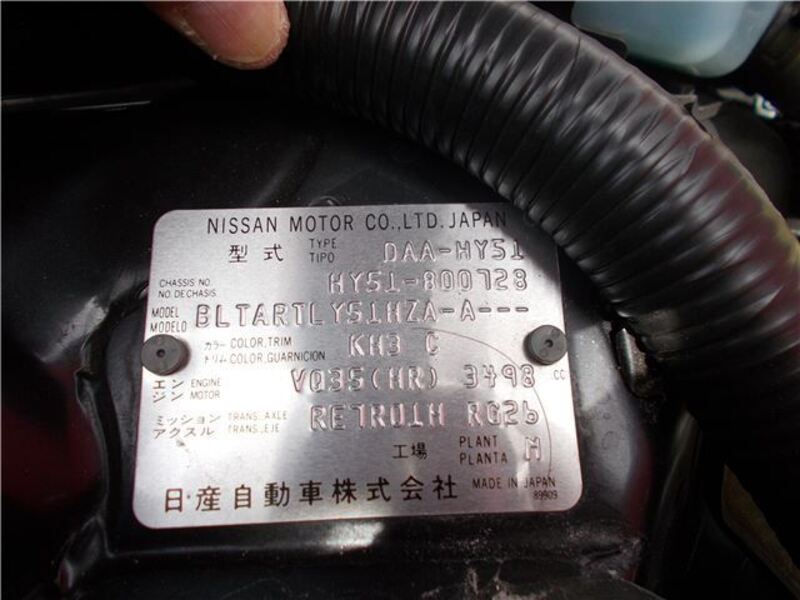 NISSAN MOTOR CO.,LTD.JAPAN
型式 TYPE TIPO DAA-HY51
CHASSIS NO. NO.DE CHASIS HY51-800728
MODEL MODELO BLTARTLY51HZA-A---
カラー トリム COLOR,TRIM COLOR,GUARNICION KH3 C
エンジン ENGINE MOTOR VQ35(HR) 3498 CC
ミッション アクスル TRANS.,AXLE TRANS.,EJE RE7R01H RG26
工場 PLANT PLANTA M
日産自動車株式会社 MADE IN JAPAN
89909